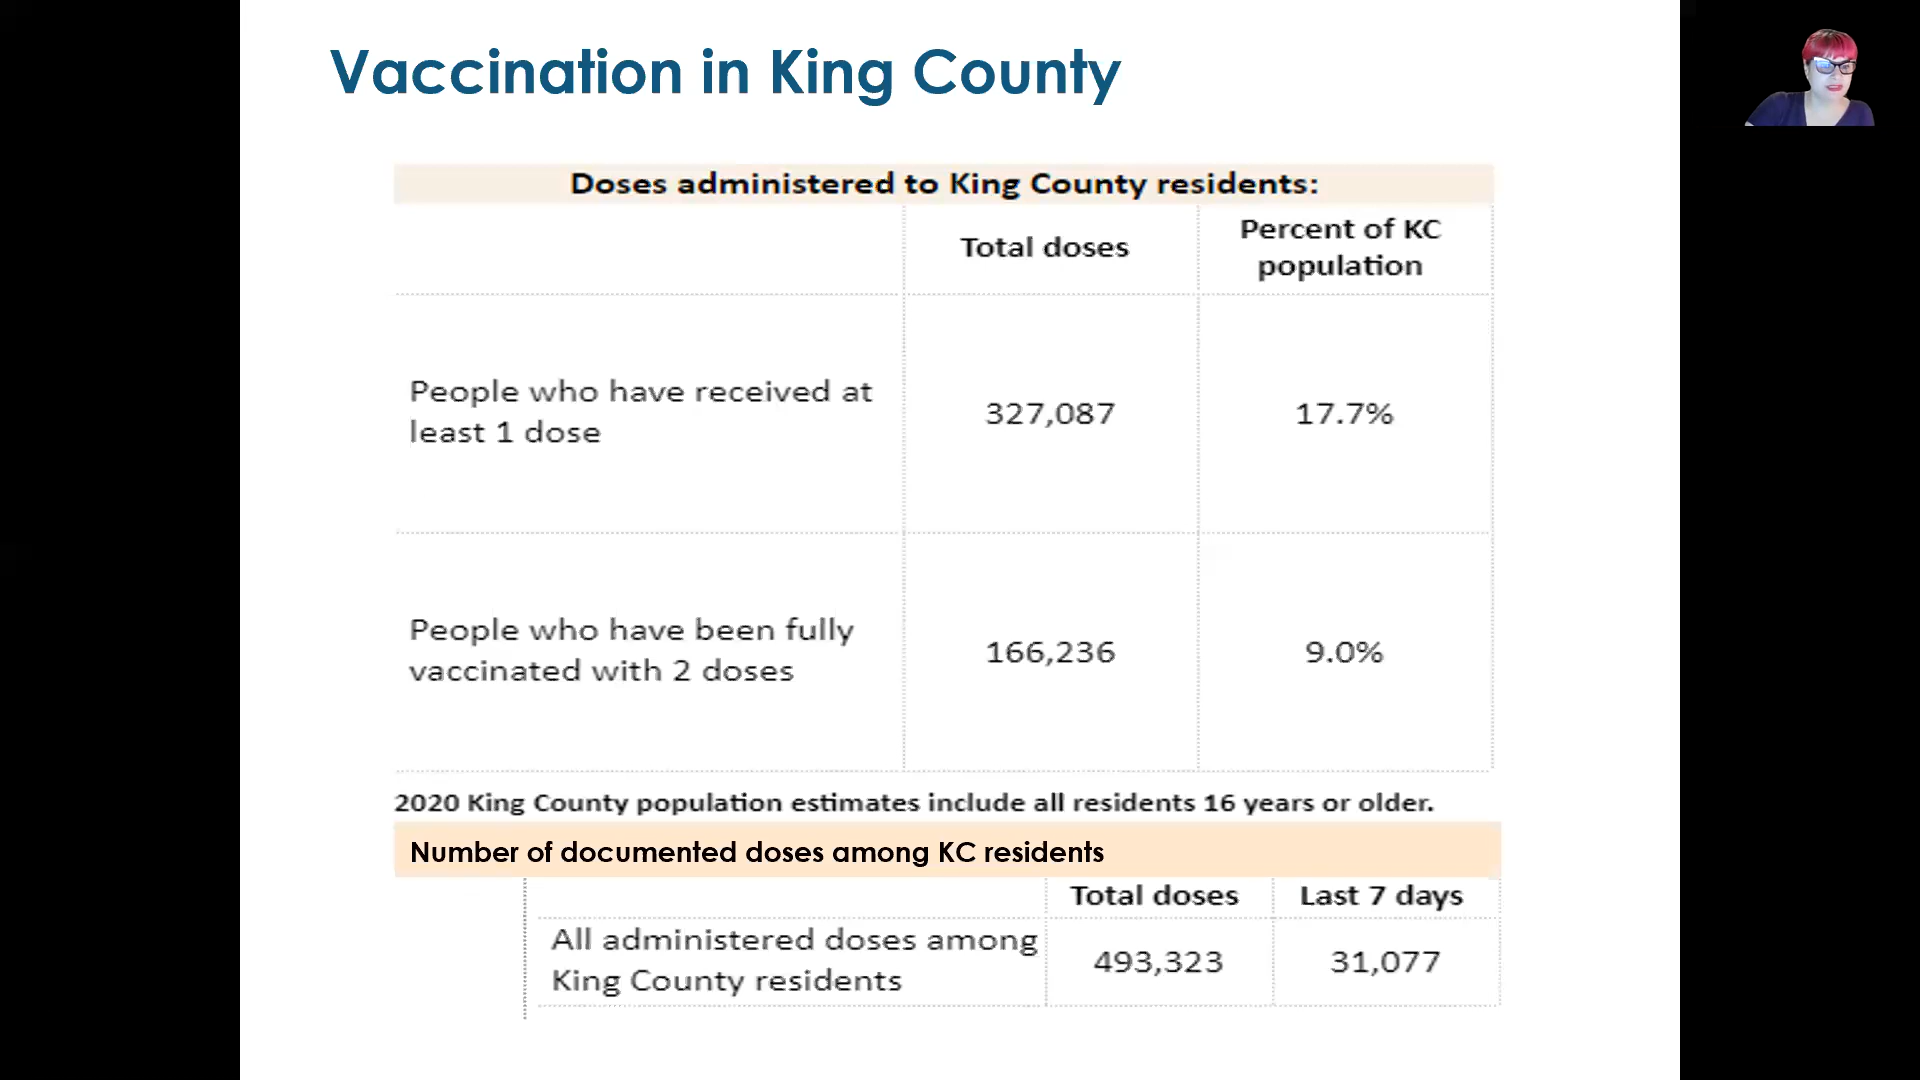 Vaccination in King County
Doses administered to King County residents:
Total doses
Percent of KC
population
People who have received at
least 1 dose
327,087
17.7%
People who have been fully
vaccinated with 2 doses
166,236
9.0%
2020 King County population estimates include all residents 16 years or older.
Number of documented doses among KC residents
Total doses
Last 7 days
All administered doses among
King County residents
493,323
31,077